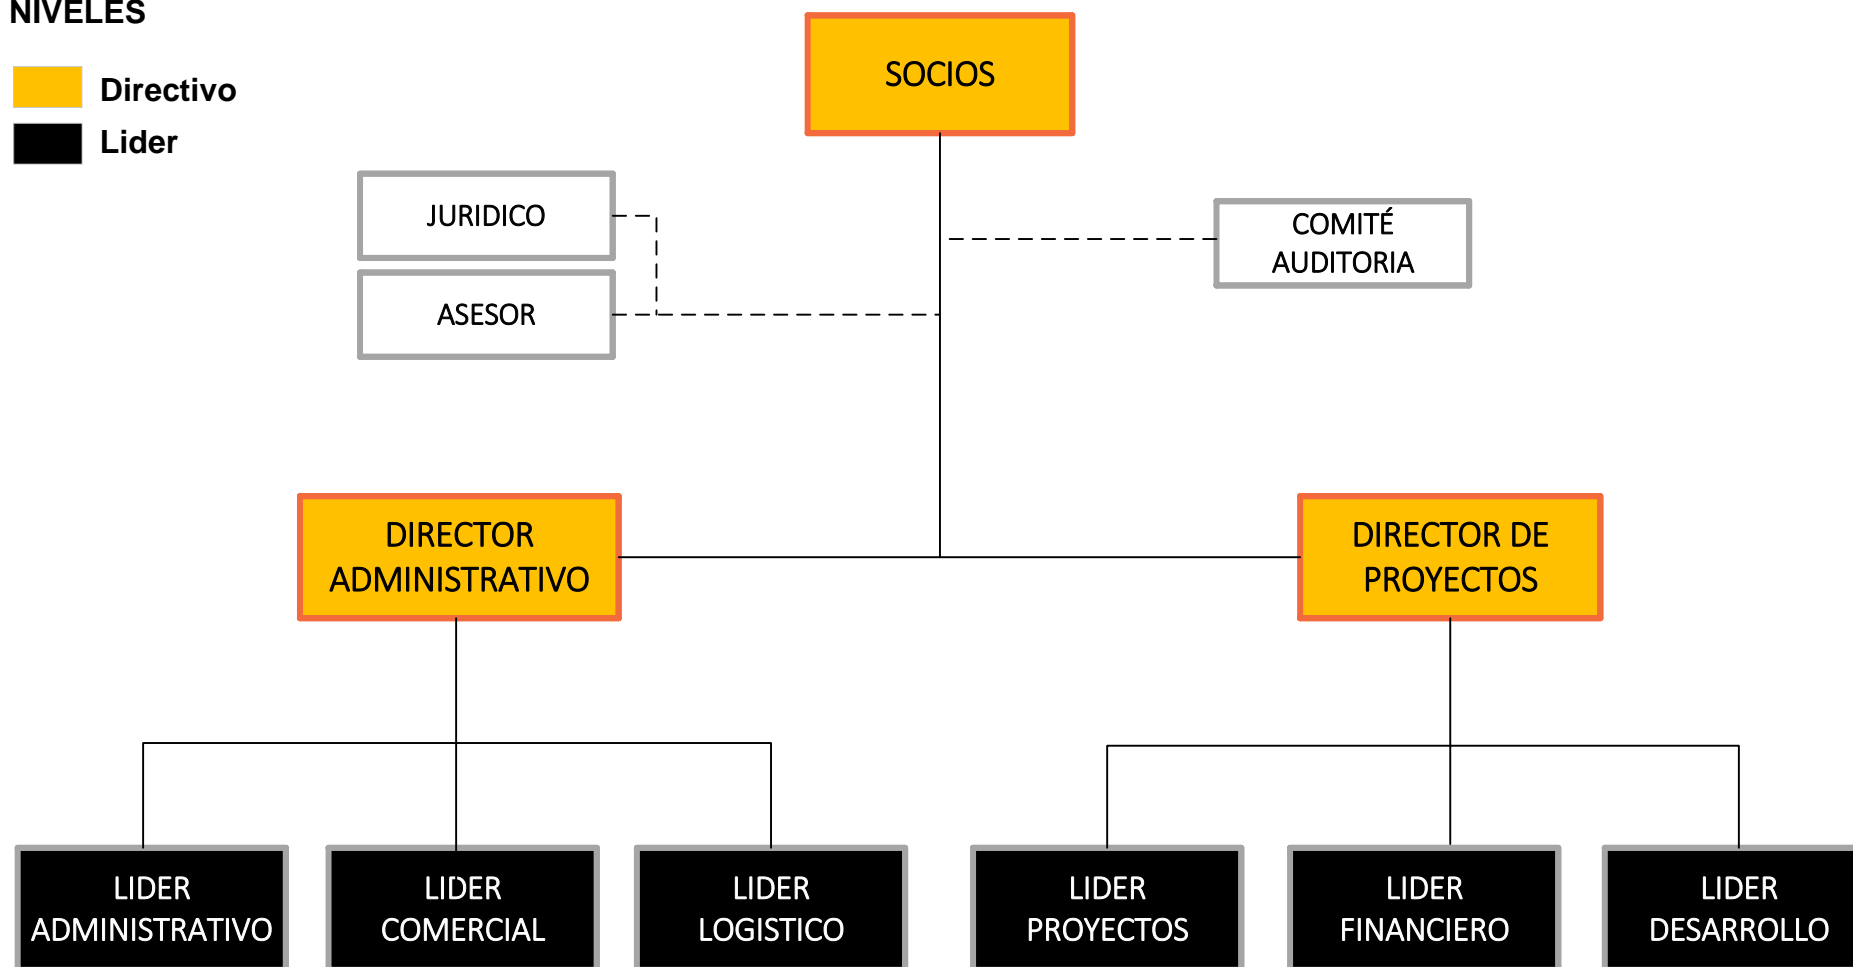 NIVELES
Directivo
Lider
SOCIOS
JURIDICO
ASESOR
COMITÉ
AUDITORIA
DIRECTOR
ADMINISTRATIVO
DIRECTOR DE
PROYECTOS
LIDER
ADMINISTRATIVO
LIDER
COMERCIAL
LIDER
LOGISTICO
LIDER
PROYECTOS
LIDER
FINANCIERO
LIDER
DESARROLLO